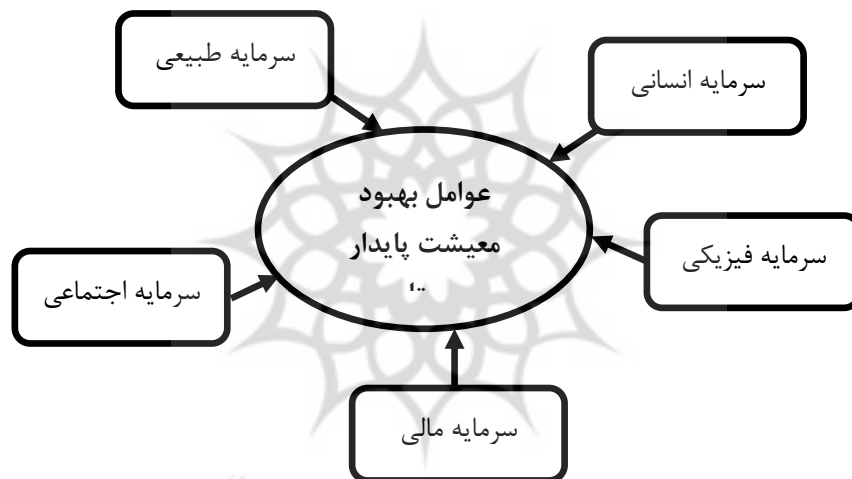 سرمایه طبیعی
سرمایه انسانی
عوامل بهبود
معیشت پایدار
سرمایه فیزیکی
سرمایه اجتماعی
سرمایه مالی